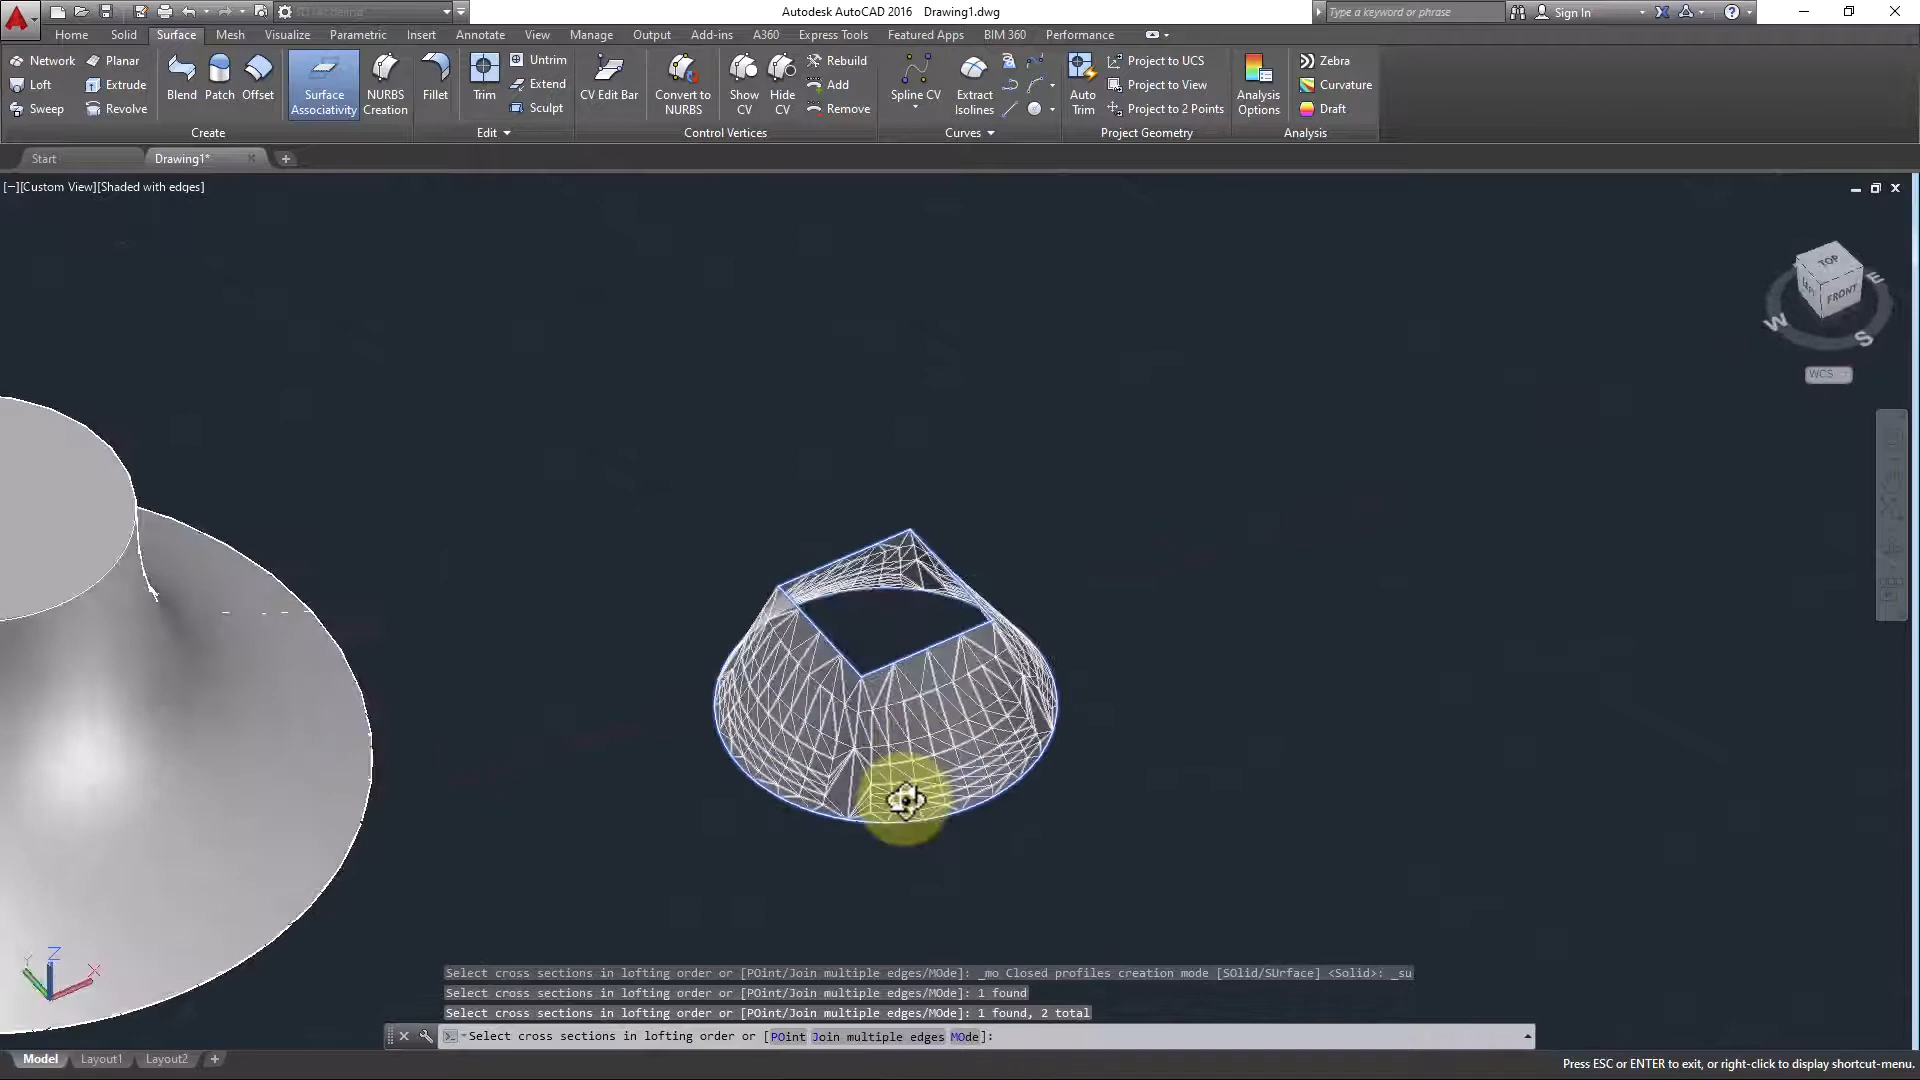 Autodesk AutoCAD 2016 Drawing1.dwg
Type a keyword or phrase
Sign In
Home Solid Surface Mesh Visualize Parametric Insert Annotate View Manage Output Add-ins A360 Express Tools Featured Apps BIM 360 Performance
Network Planar
Loft Extrude
Sweep Revolve
Blend Patch Offset
Surface Associativity
NURBS Creation
Fillet
Trim
Untrim
Extend
Sculpt
CV Edit Bar
Convert to NURBS
Show CV
Hide CV
Rebuild
Add
Remove
Spline CV
Extract Isolines
Auto Trim
Project to UCS
Project to View
Project to 2 Points
Analysis Options
Zebra
Curvature
Draft
Create Edit Control Vertices Curves Project Geometry Analysis
Start Drawing1*
[−][Custom View][Shaded with edges]
TOP
FRONT
E
W
S
WCS
Z
X
Y
Select cross sections in lofting order or [POint/Join multiple edges/MOde]: _mo Closed profiles creation mode [SOlid/SUrface] <Solid>: _su
Select cross sections in lofting order or [POint/Join multiple edges/MOde]: 1 found
Select cross sections in lofting order or [POint/Join multiple edges/MOde]: 1 found, 2 total
Select cross sections in lofting order or [POint Join multiple edges MOde]:
Model Layout1 Layout2
Press ESC or ENTER to exit, or right-click to display shortcut-menu.